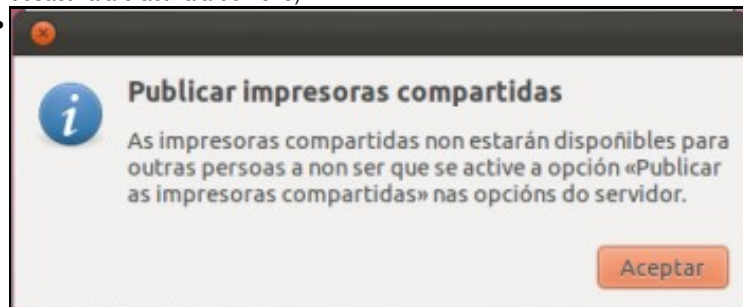 Publicar impresoras compartidas
As impresoras compartidas non estarán dispoñibles para
outras persoas a non ser que se active a opción «Publicar
as impresoras compartidas» nas opcións do servidor.
Aceptar